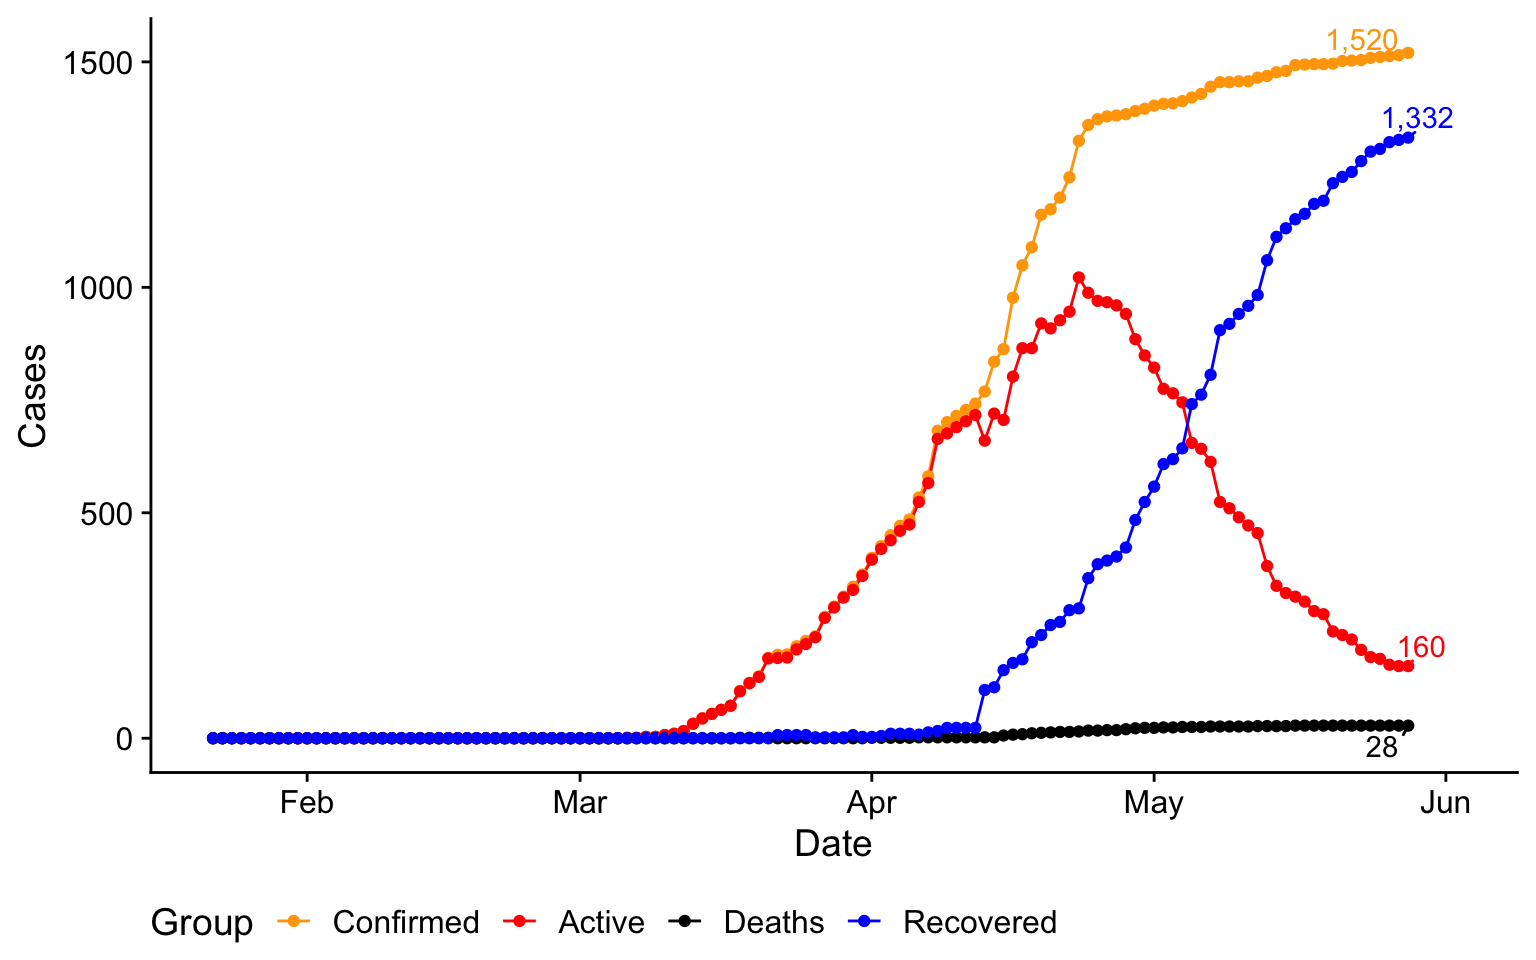 1,520
1500
1,332
1000
Cases
500
160
0
28
Feb Mar Apr May Jun
Date
Group Confirmed Active Deaths Recovered